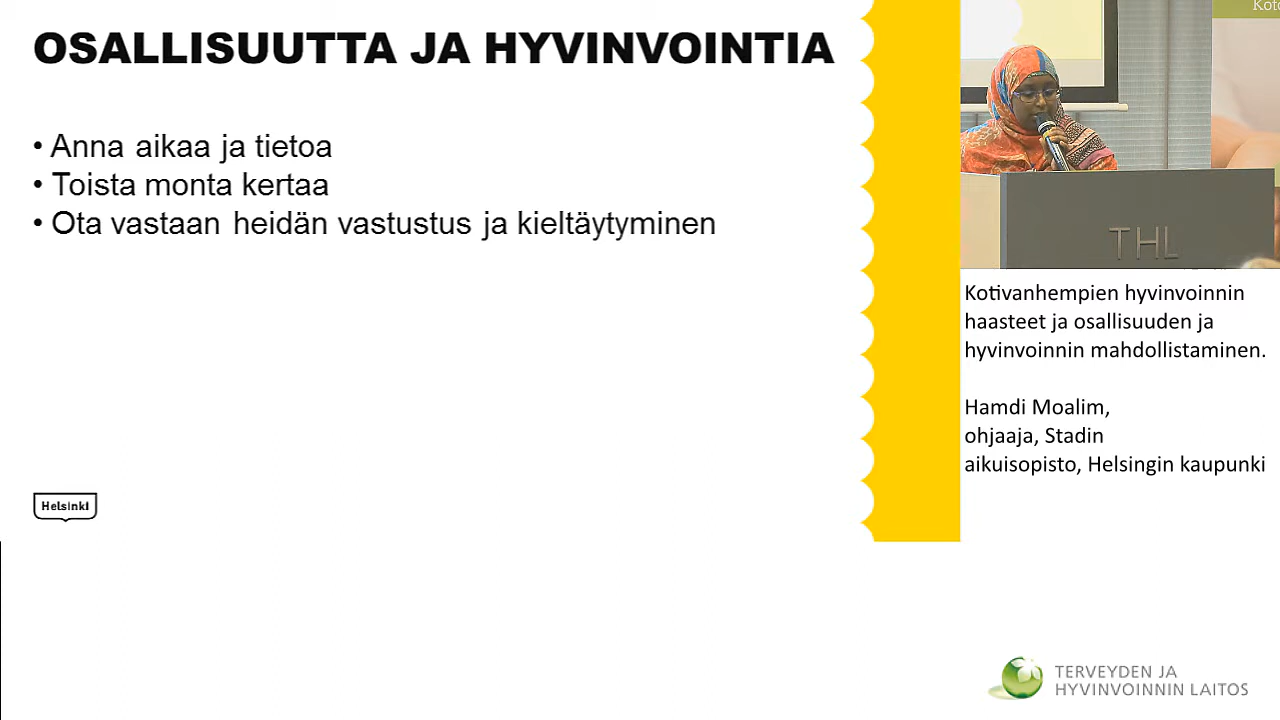 OSALLISUUTTA JA HYVINVOINTIA
• Anna aikaa ja tietoa
• Toista monta kertaa
• Ota vastaan heidän vastustus ja kieltäytyminen
Helsinki
THL
Kotivanhempien hyvinvoinnin
haasteet ja osallisuuden ja
hyvinvoinnin mahdollistaminen.
Hamdi Moalim,
ohjaaja, Stadin
aikuisopisto, Helsingin kaupunki
TERVEYDEN JA
HYVINVOINNIN LAITOS